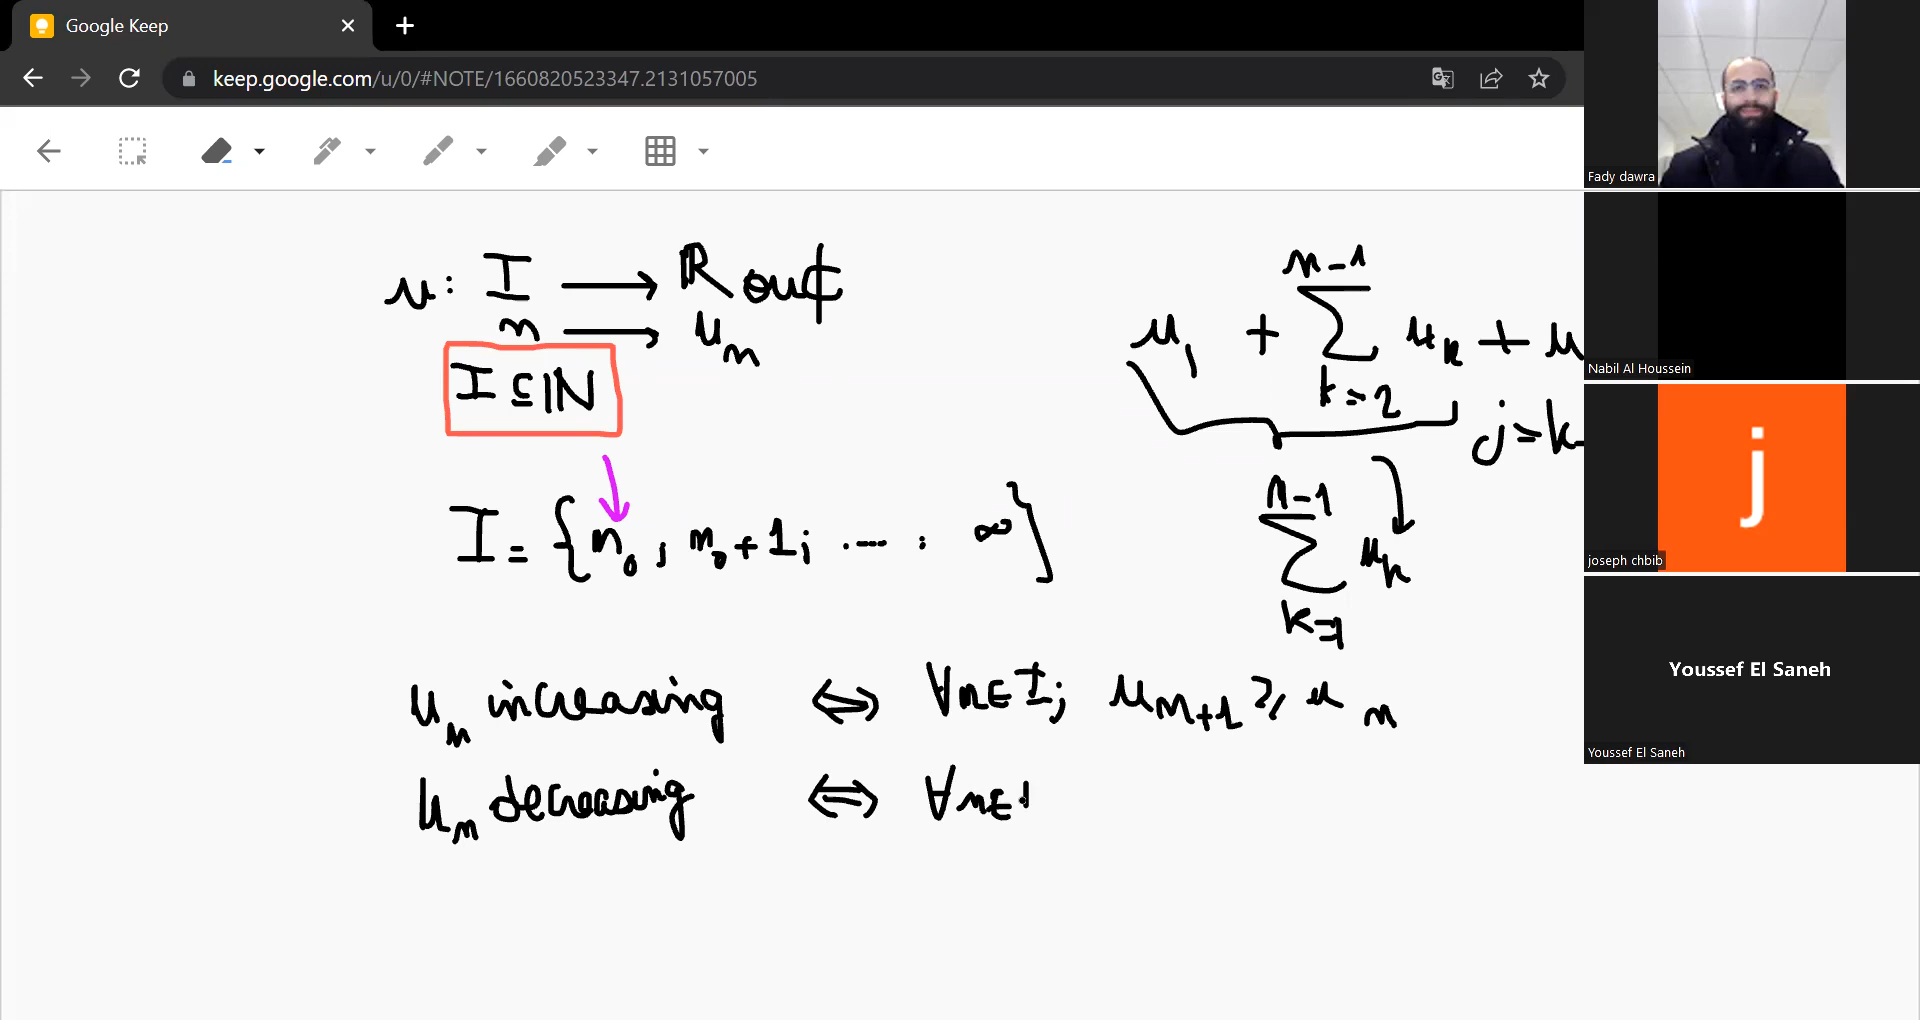 Google Keep
keep.google.com/u/0/#NOTE/1660820523347.2131057005
u: I → ℝ ou ℂ
n → uₙ
I ⊆ ℕ
I = {n₀, n₀+1; ..... ∞}
uₙ increasing ⟺ ∀n∈I; uₙ₊₁ ≥ uₙ
uₙ decreasing ⟺ ∀n∈
n-1
u₁ + ∑ uₖ + u
k=2
j=k-
n-1
∑ uₖ
k=1
Fady dawra
Nabil Al Houssein
j
joseph chbib
Youssef El Saneh
Youssef El Saneh